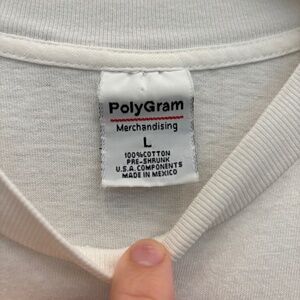 PolyGram
Merchandising
L
100%COTTON
PRE-SHRUNK
U.S.A. COMPONENTS
MADE IN MEXICO